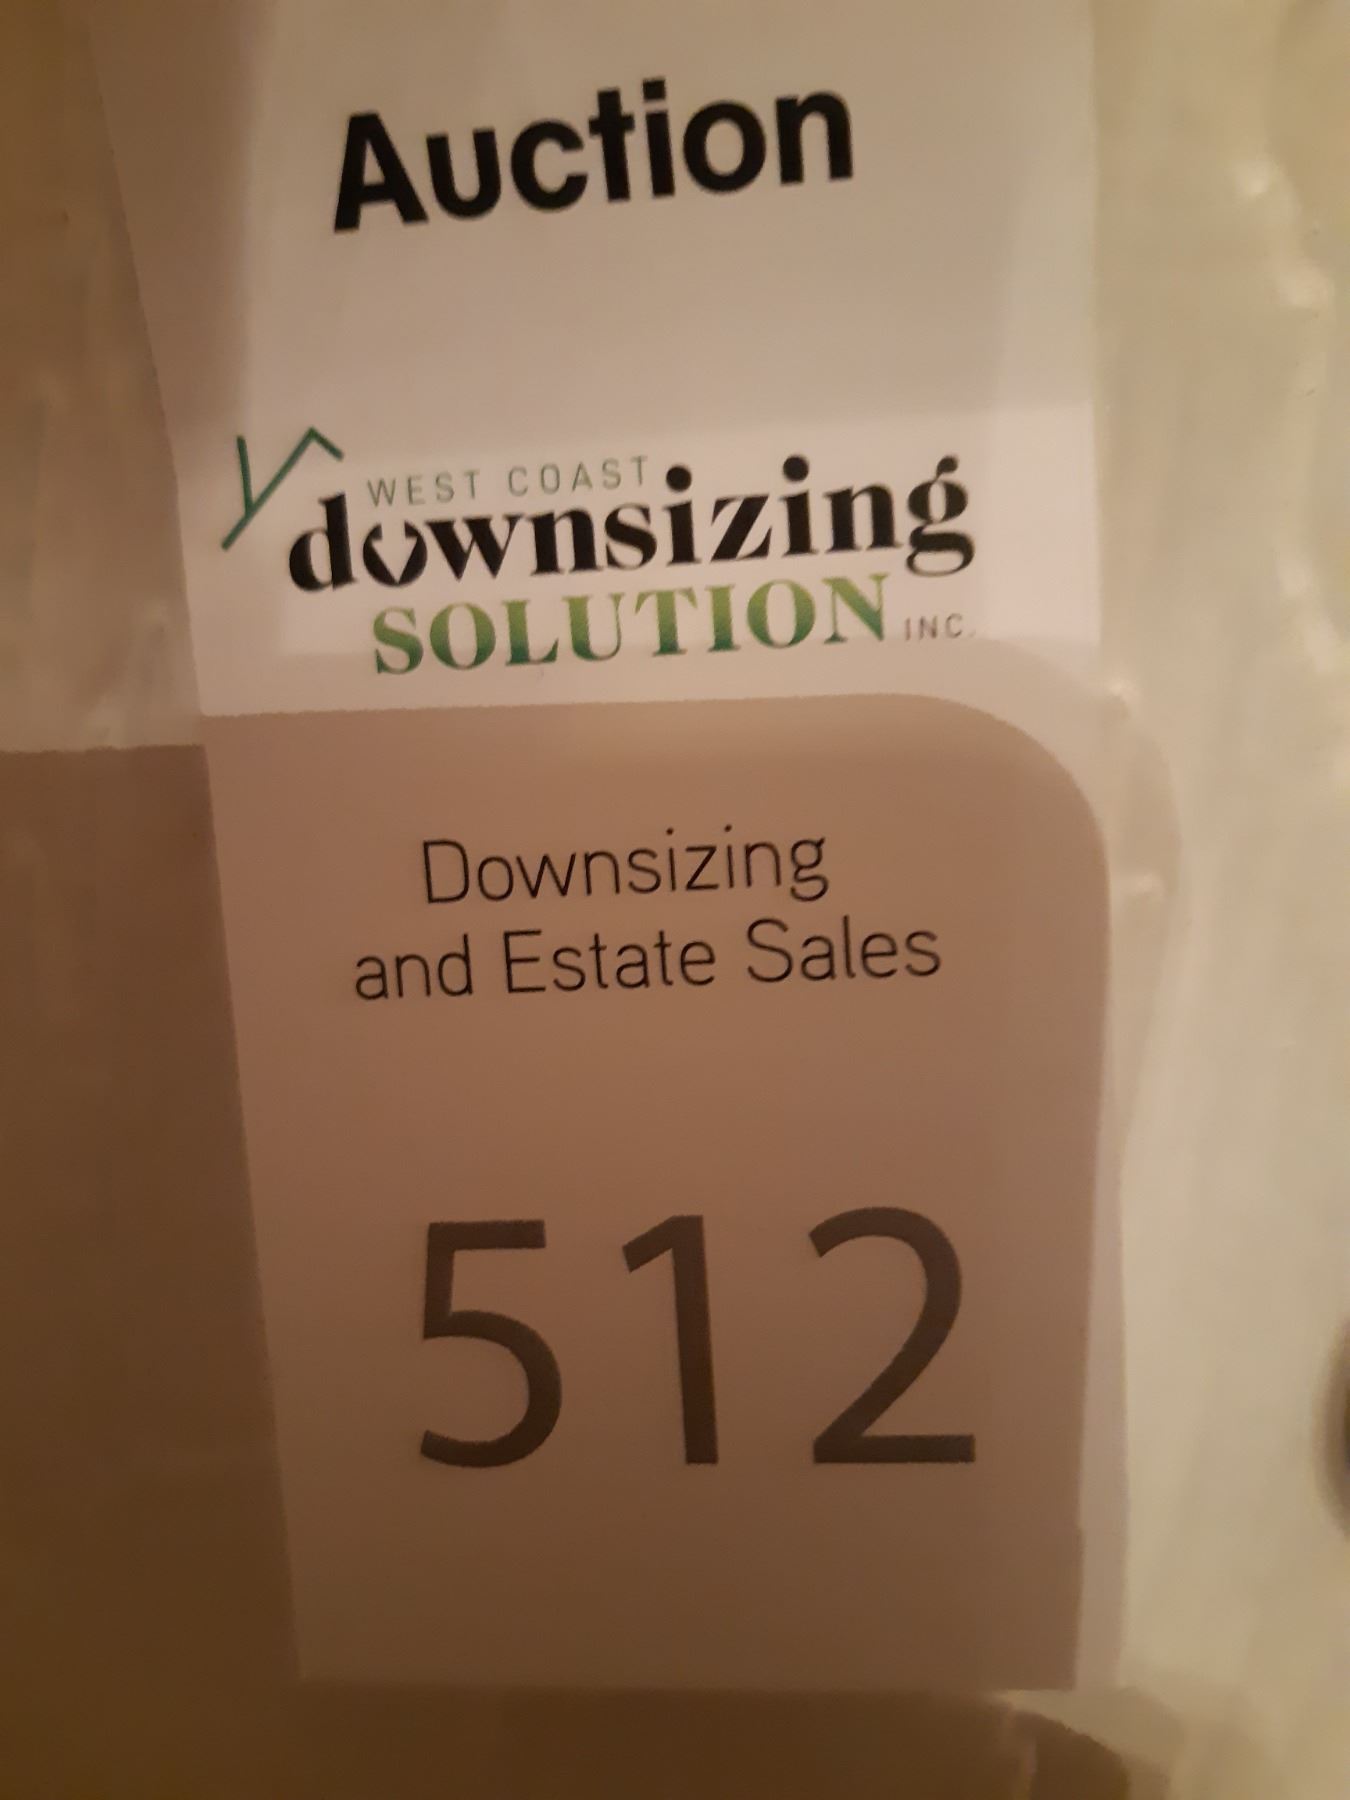 Auction
WEST COAST
downsizing
SOLUTION INC.
Downsizing
and Estate Sales
512